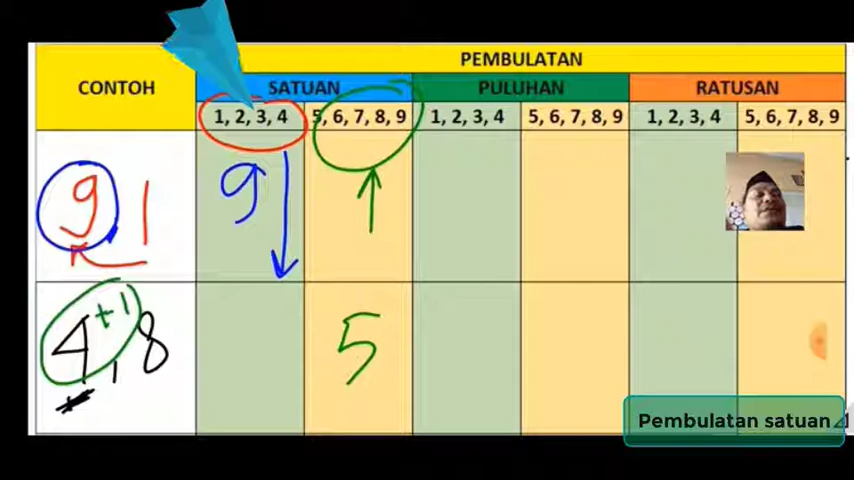 PEMBULATAN
CONTOH SATUAN PULUHAN RATUSAN
1, 2, 3, 4 5, 6, 7, 8, 9 1, 2, 3, 4 5, 6, 7, 8, 9 1, 2, 3, 4 5, 6, 7, 8, 9
9,1 9
4,8 +1 5
Pembulatan satuan